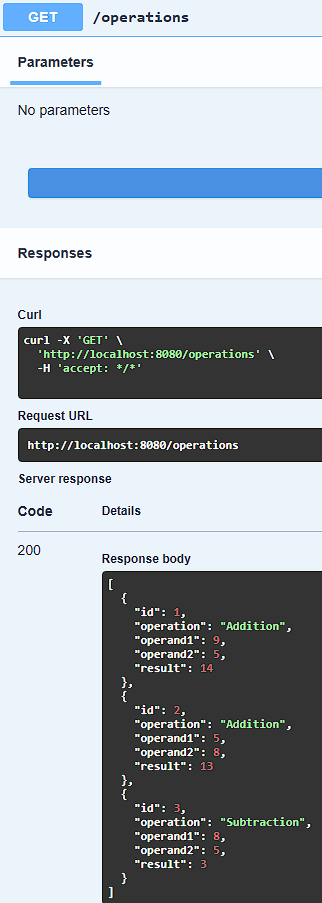 GET /operations
Parameters
No parameters
Responses
Curl
curl -X 'GET' \
  'http://localhost:8080/operations' \
  -H 'accept: */*'
Request URL
http://localhost:8080/operations
Server response
Code Details
200
Response body
[
  {
    "id": 1,
    "operation": "Addition",
    "operand1": 9,
    "operand2": 5,
    "result": 14
  },
  {
    "id": 2,
    "operation": "Addition",
    "operand1": 5,
    "operand2": 8,
    "result": 13
  },
  {
    "id": 3,
    "operation": "Subtraction",
    "operand1": 8,
    "operand2": 5,
    "result": 3
  }
]